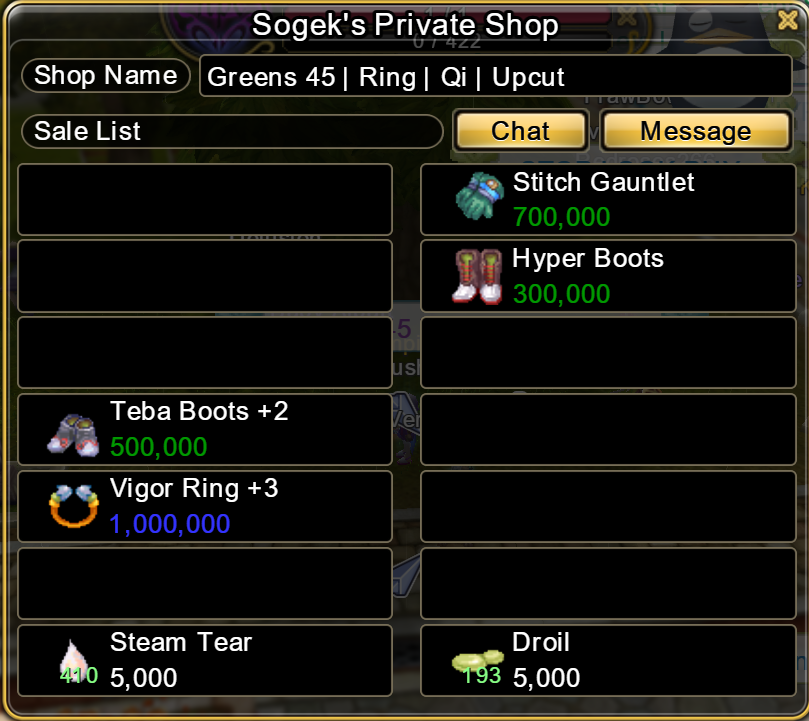 Sogek's Private Shop
0 / 422
Shop Name
Greens 45 | Ring | Qi | Upcut
Sale List
Chat
Message
Stitch Gauntlet
700,000
Hyper Boots
300,000
Teba Boots +2
500,000
Vigor Ring +3
1,000,000
Steam Tear
410
5,000
Droil
193
5,000